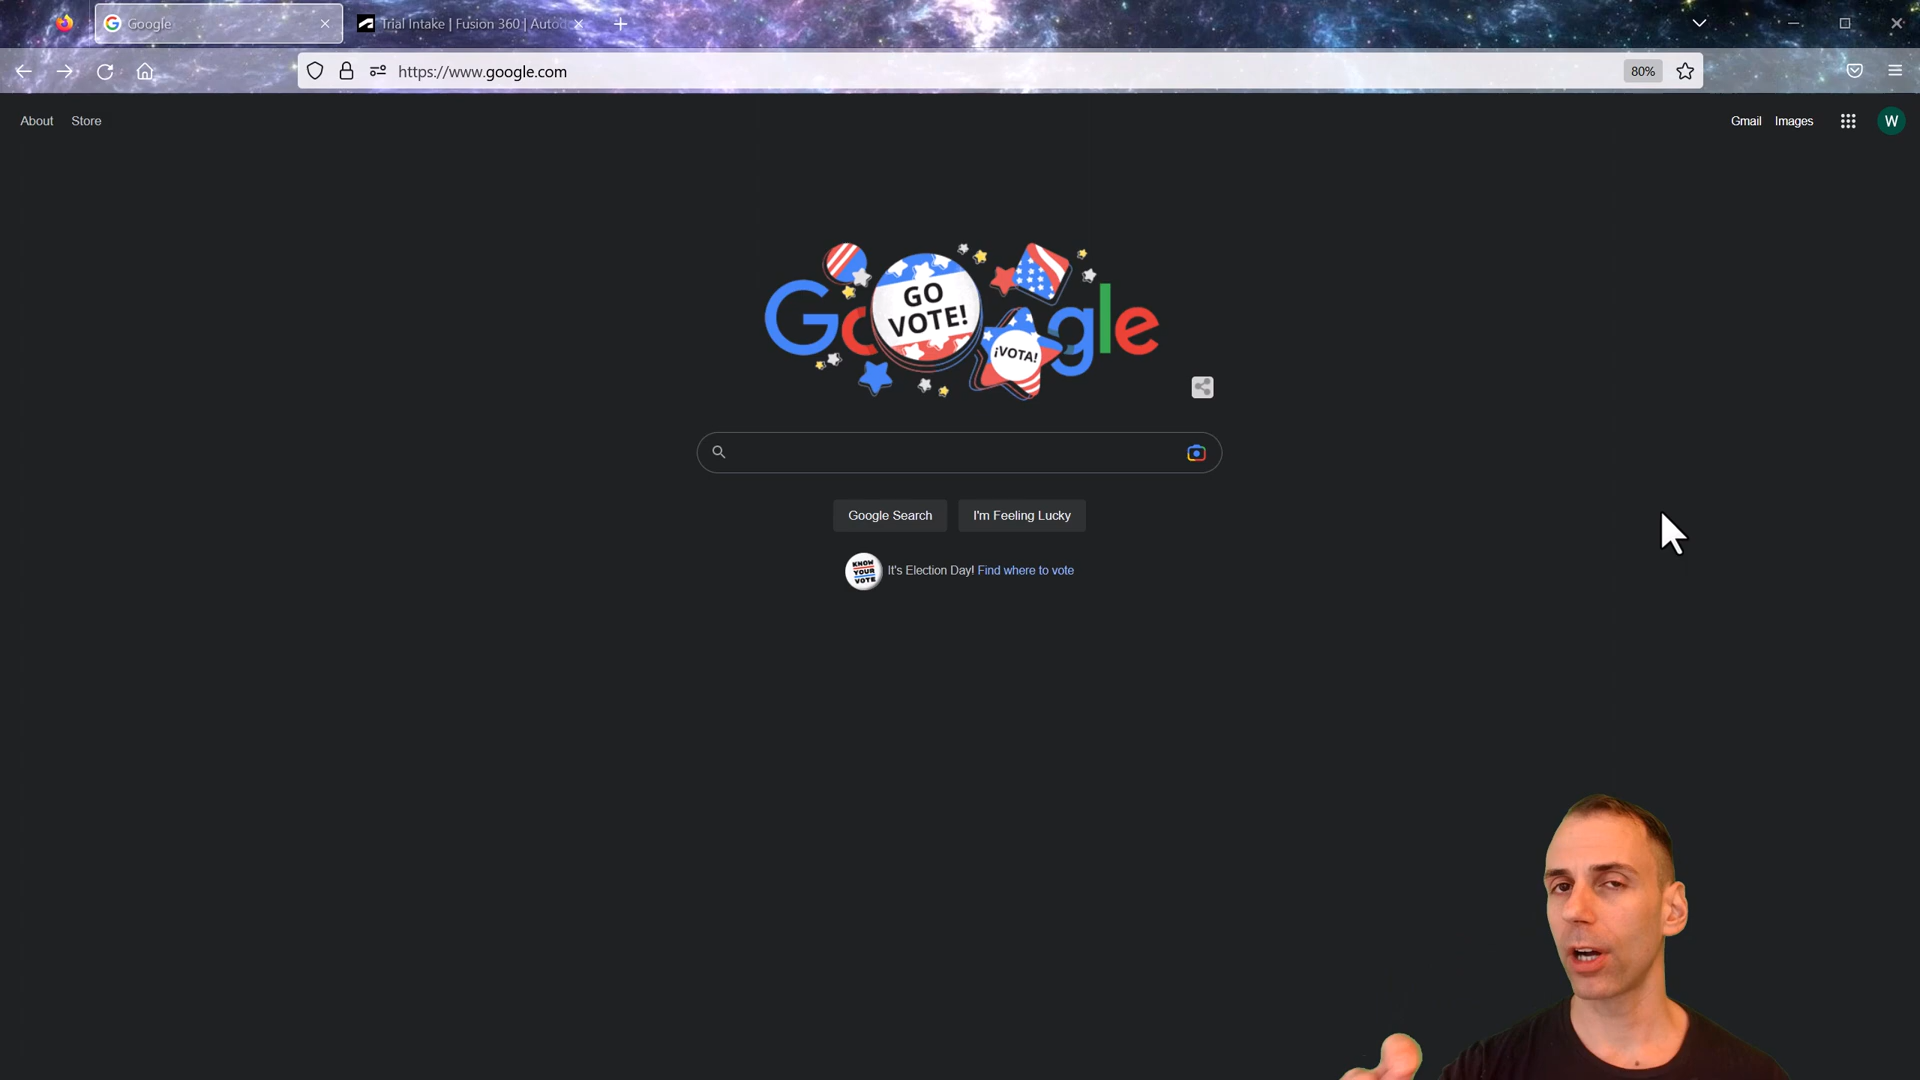 Google
Trial Intake | Fusion 360 | Autod
https://www.google.com
80%
About
Store
Gmail
Images
W
Google
GO
VOTE!
¡VOTA!
Google Search
I'm Feeling Lucky
KNOW
YOUR
VOTE
It's Election Day! Find where to vote